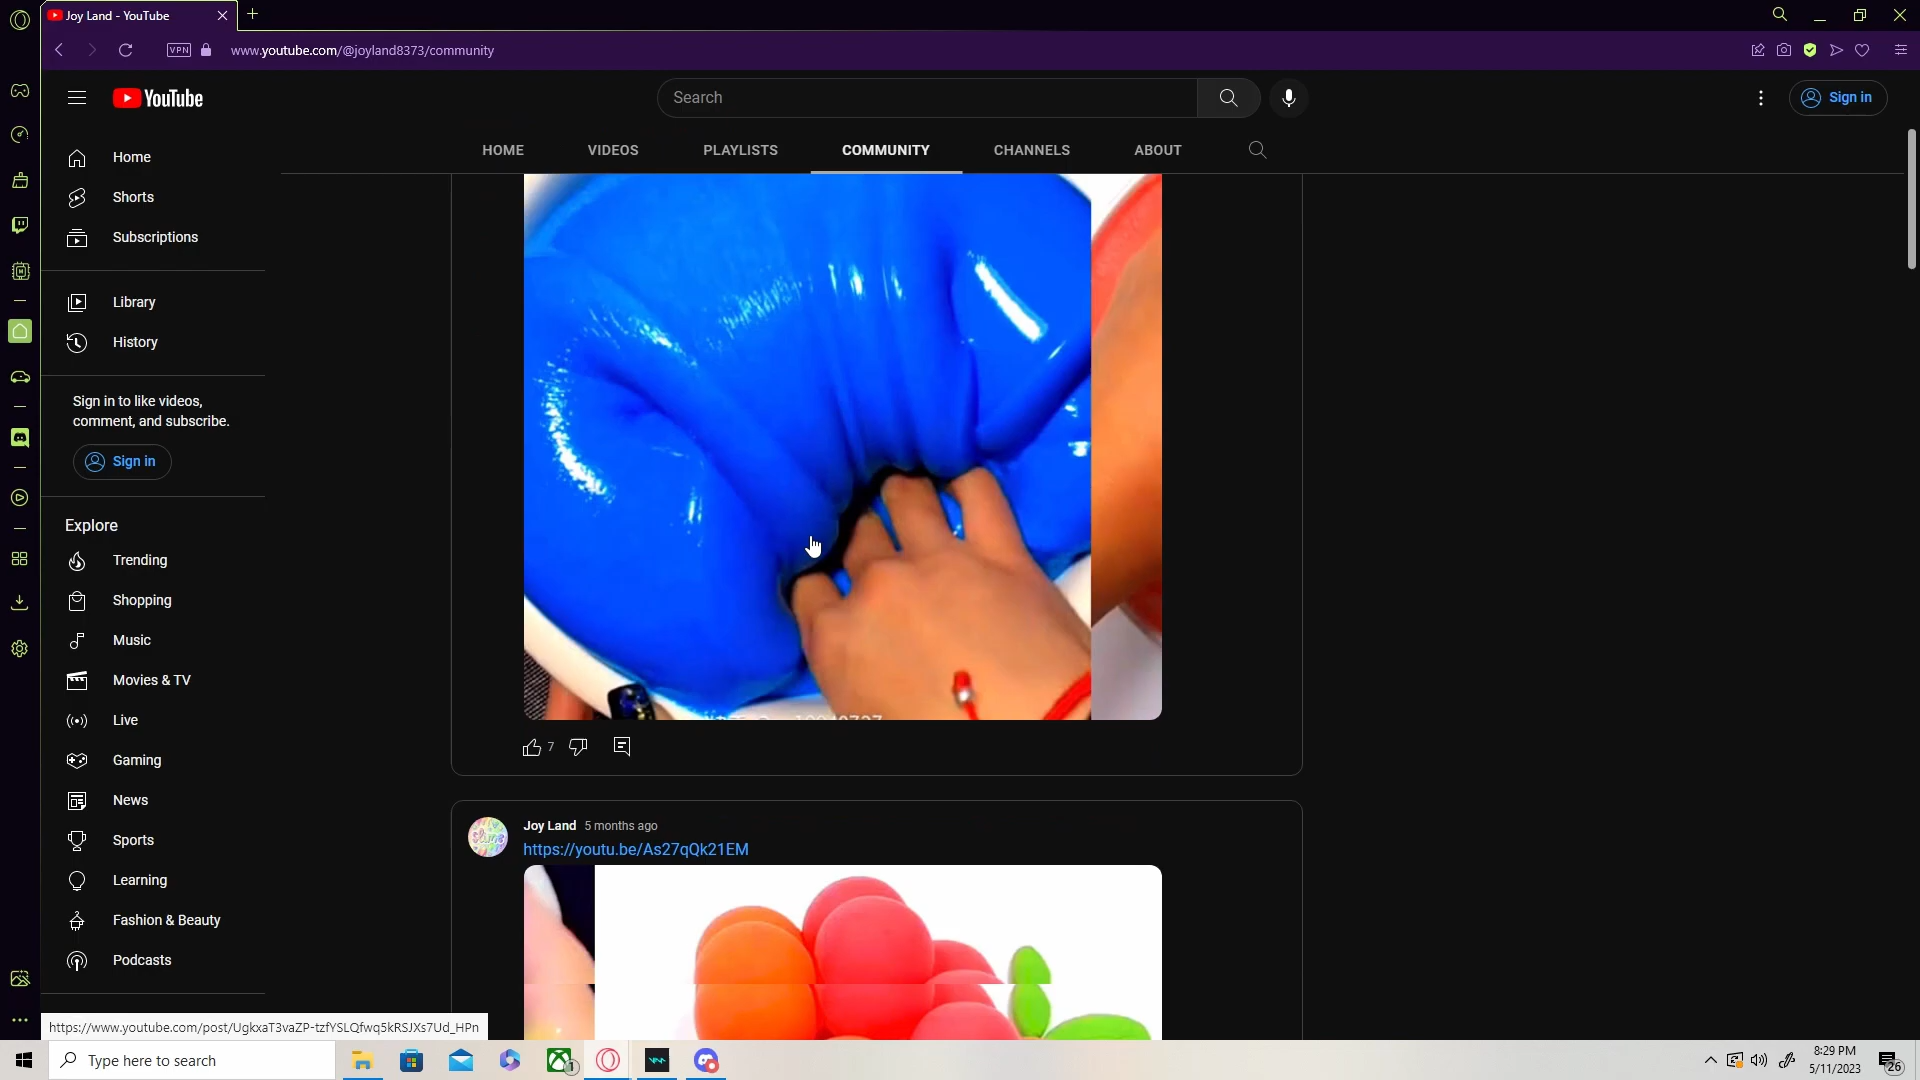 Joy Land - YouTube
VPN
www.youtube.com/@joyland8373/community
YouTube
Search
Sign in
HOME
VIDEOS
PLAYLISTS
COMMUNITY
CHANNELS
ABOUT
Home
Shorts
Subscriptions
Library
History
Sign in to like videos,
comment, and subscribe.
Sign in
Explore
Trending
Shopping
Music
Movies & TV
Live
Gaming
News
Sports
Learning
Fashion & Beauty
Podcasts
7
Joy Land 5 months ago
https://youtu.be/As27qQk21EM
https://www.youtube.com/post/UgkxaT3vaZP-tzfYSLQfwq5kRSJXs7Ud_HPn
Type here to search
1
8:29 PM
5/11/2023
26